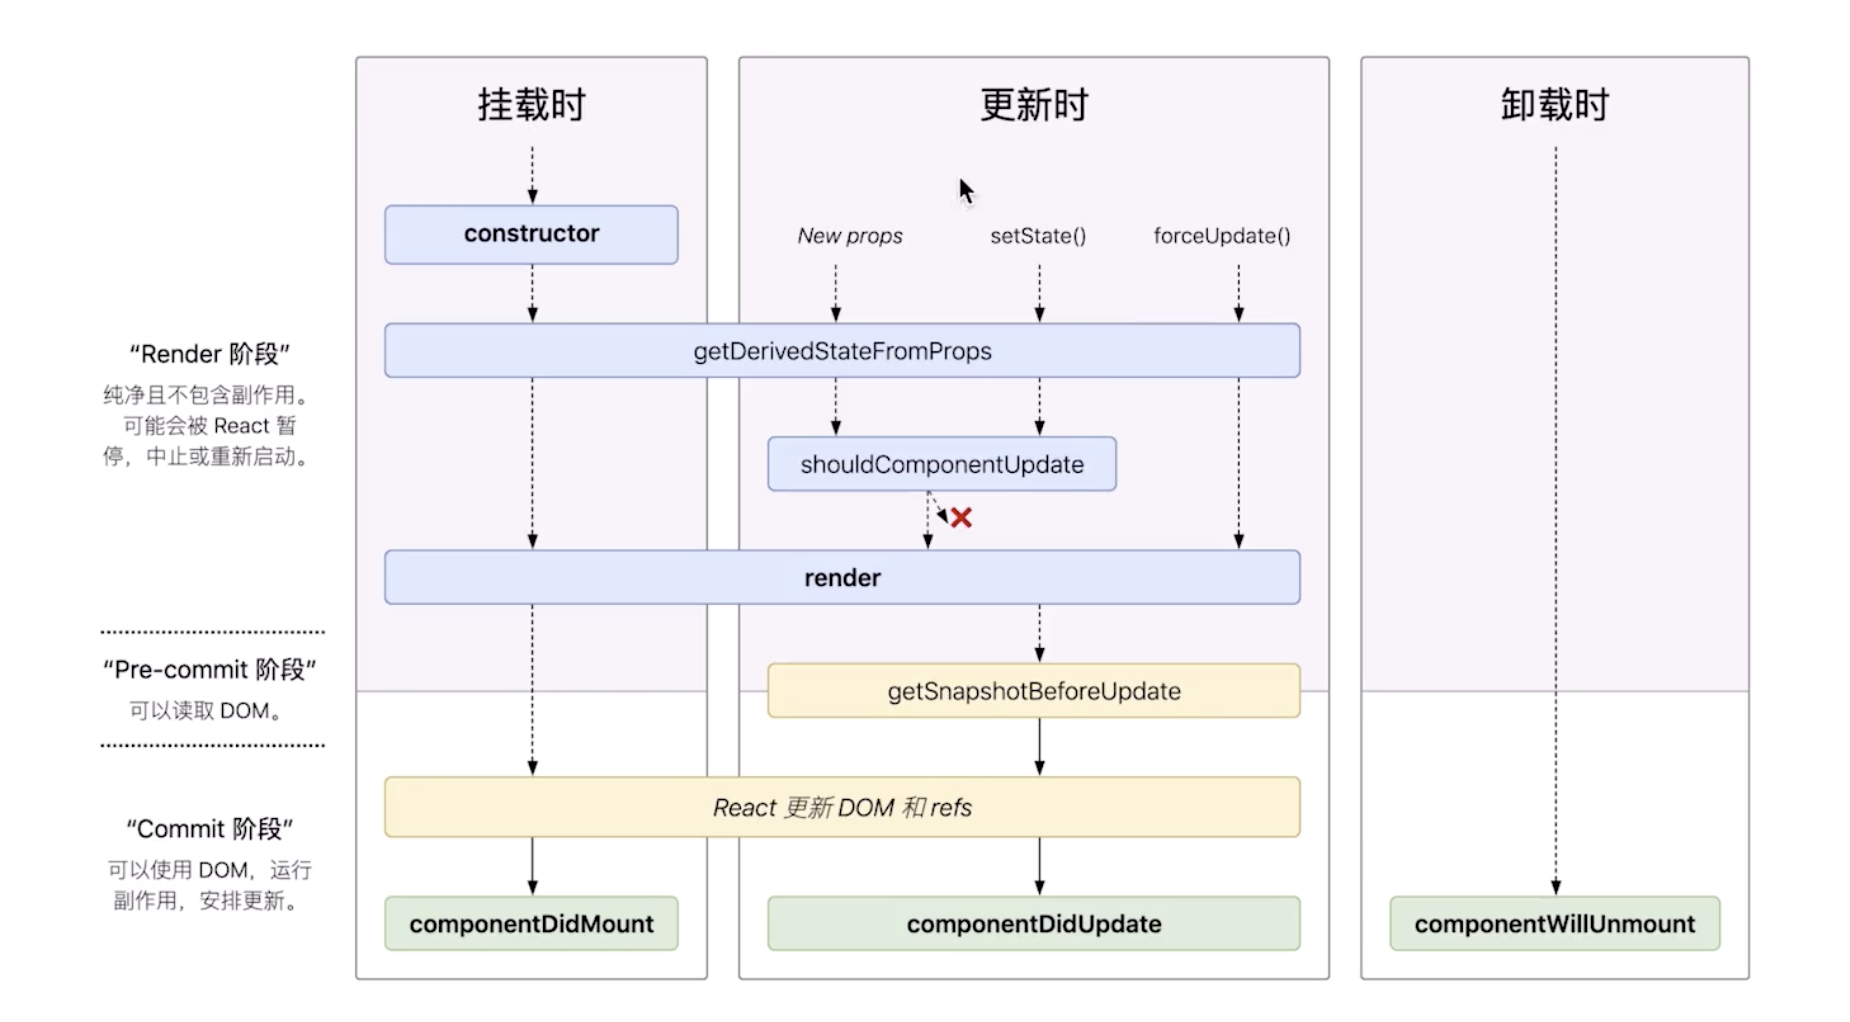 挂载时
更新时
卸载时
constructor
New props
setState()
forceUpdate()
getDerivedStateFromProps
“Render 阶段”
纯净且不包含副作用。
可能会被 React 暂
停，中止或重新启动。
shouldComponentUpdate
render
“Pre-commit 阶段”
可以读取 DOM。
getSnapshotBeforeUpdate
React 更新 DOM 和 refs
“Commit 阶段”
可以使用 DOM，运行
副作用，安排更新。
componentDidMount
componentDidUpdate
componentWillUnmount